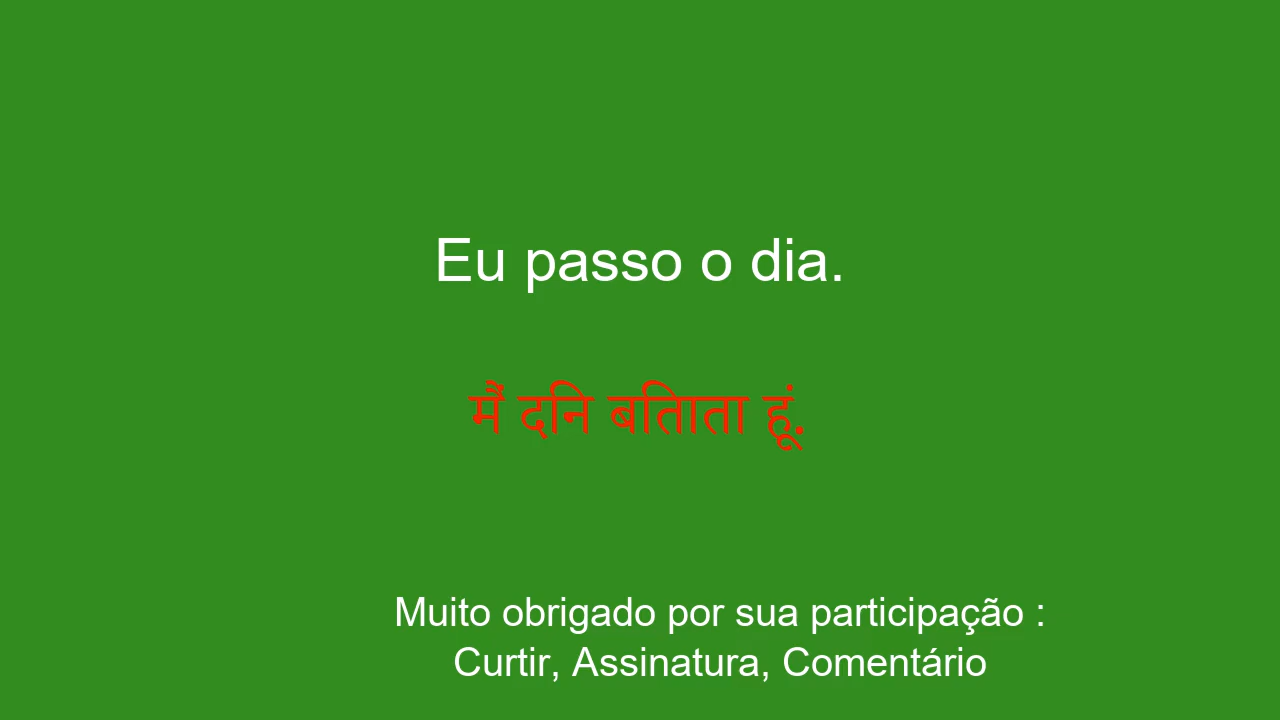 Eu passo o dia.
मैं दिन बिताता हूं.
Muito obrigado por sua participação :
Curtir, Assinatura, Comentário